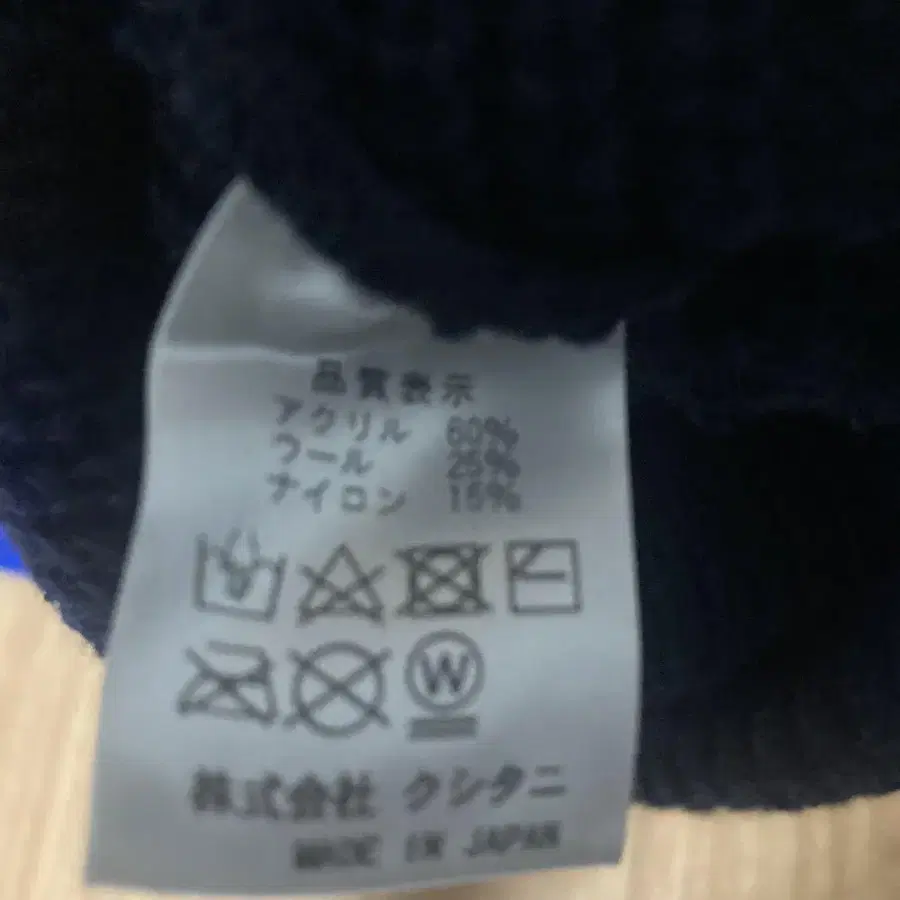 品質表示
アクリル 60%
ウール 25%
ナイロン 15%
W
株式会社 クシタニ
MADE IN JAPAN